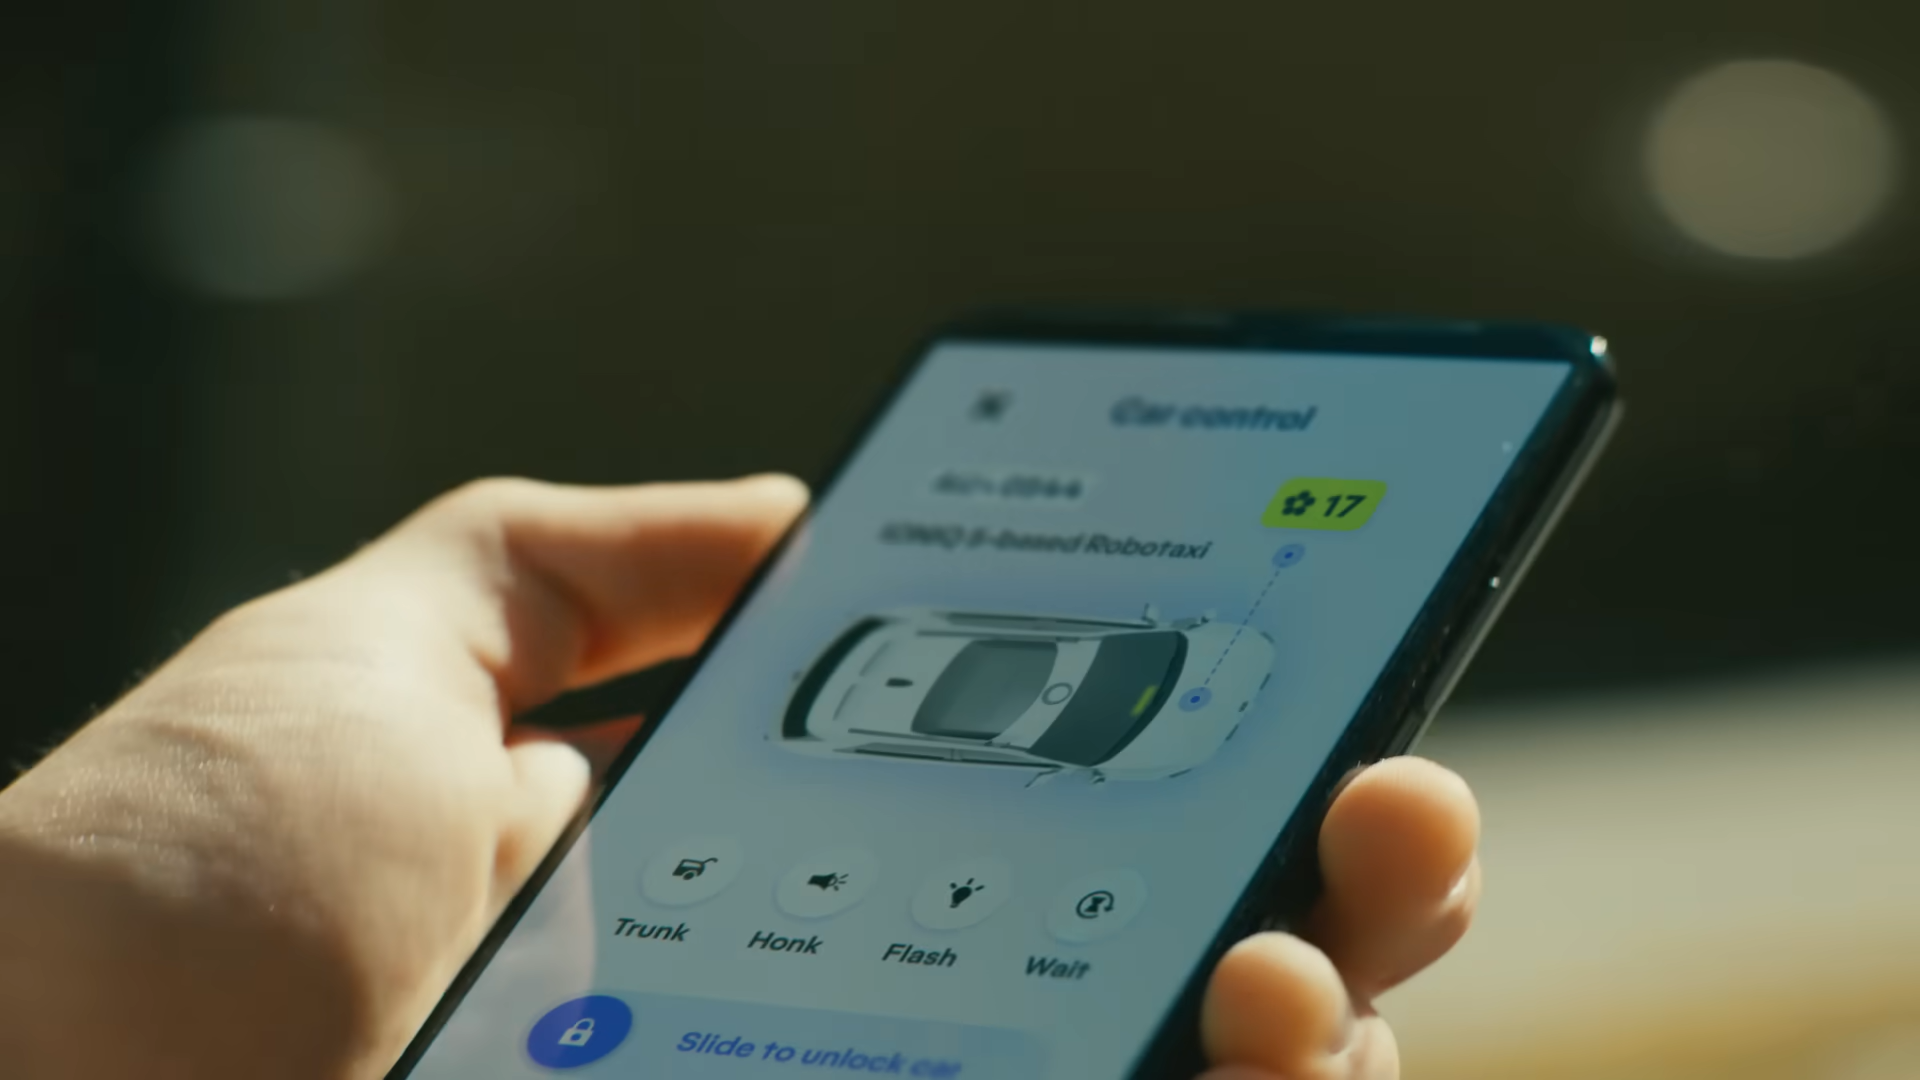 Car control
IONIQ 5-based Robotaxi
17
Trunk
Honk
Flash
Wait
Slide to unlock car